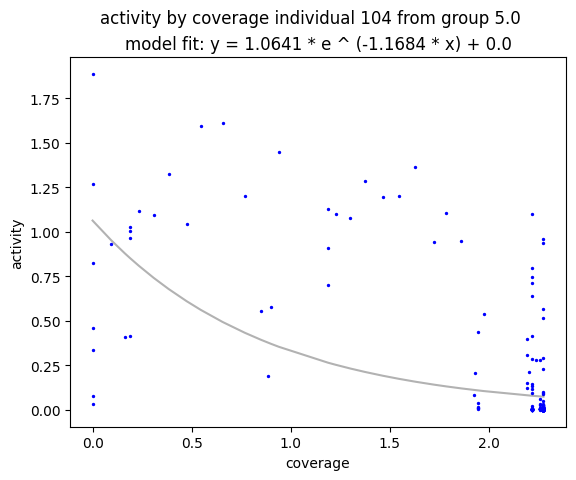 activity by coverage individual 104 from group 5.0
model fit: y = 1.0641 * e ^ (-1.1684 * x) + 0.0
1.75
1.50
1.25
1.00
0.75
0.50
0.25
0.00
activity
0.0 0.5 1.0 1.5 2.0
coverage